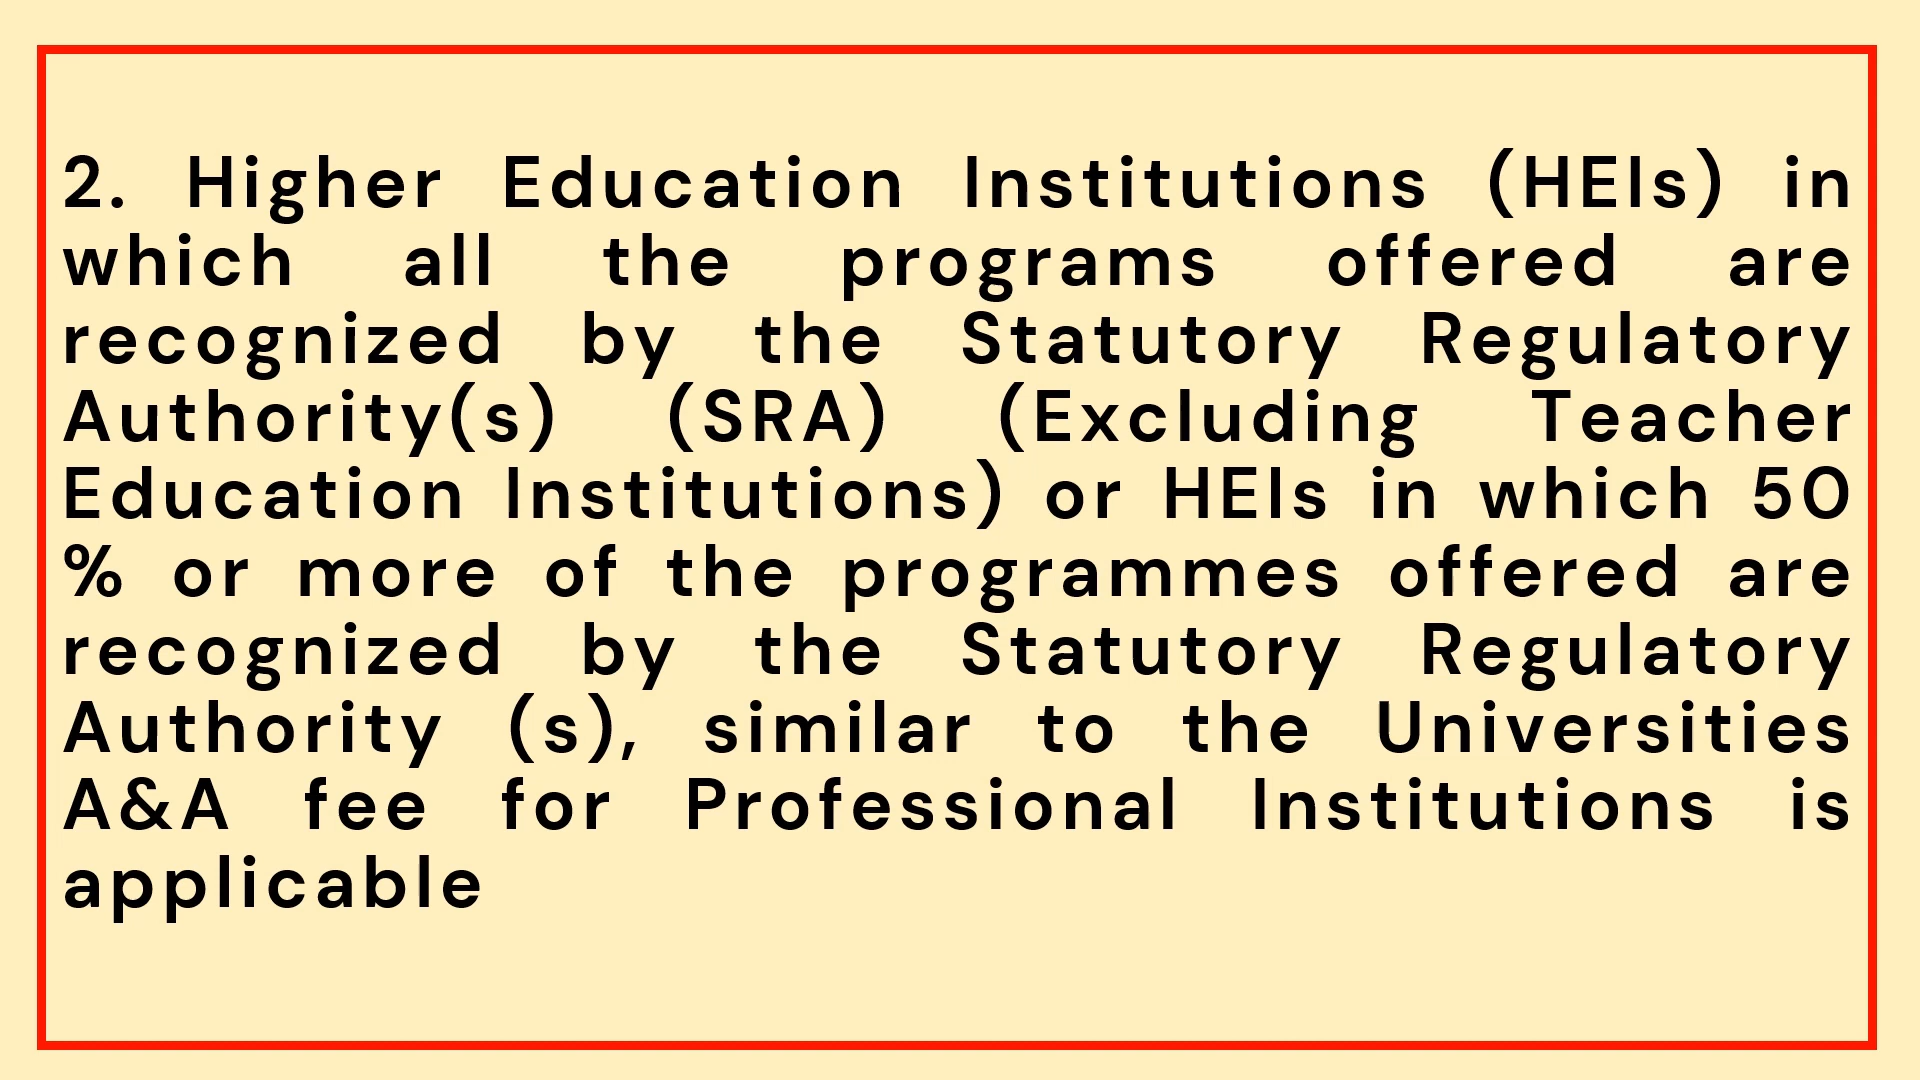 2. Higher Education Institutions (HEIs) in
which all the programs offered are
recognized by the Statutory Regulatory
Authority(s) (SRA) (Excluding Teacher
Education Institutions) or HEIs in which 50
% or more of the programmes offered are
recognized by the Statutory Regulatory
Authority (s), similar to the Universities
A&A fee for Professional Institutions is
applicable